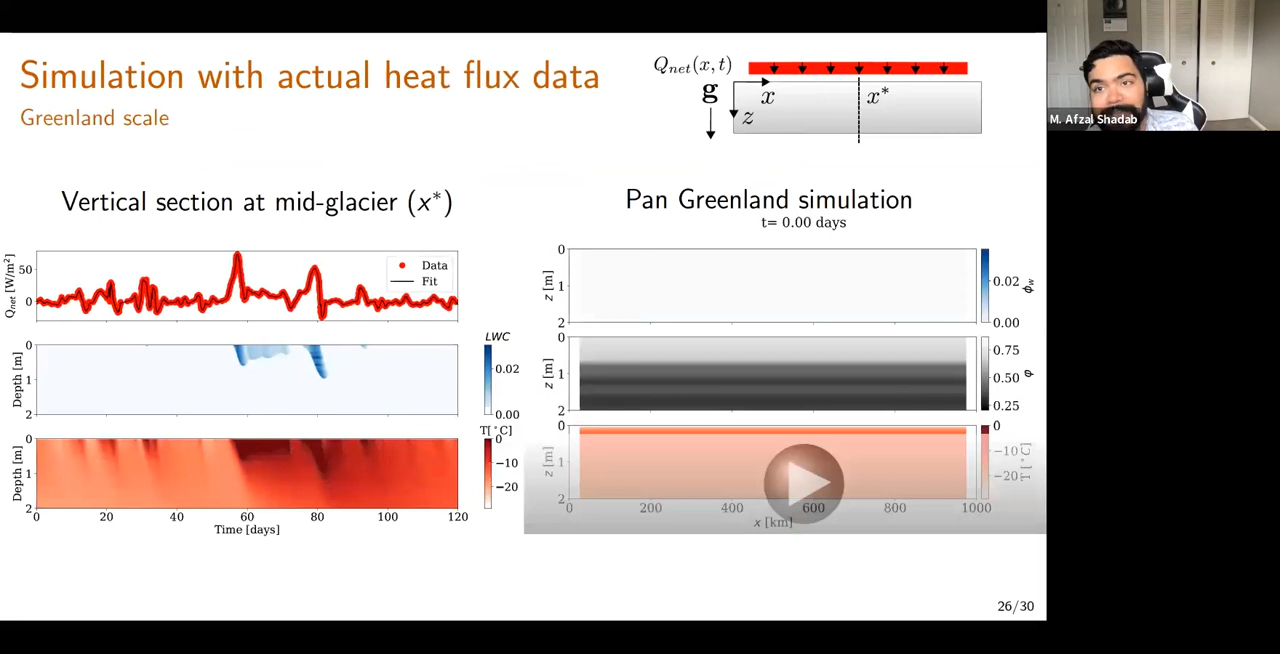 Simulation with actual heat flux data
Greenland scale
Q_net(x, t)
g
x
x*
z
M. Afzal Shadab
Vertical section at mid-glacier (x*)
Q_net [W/m²]
50
0
Data
Fit
LWC
Depth [m]
0
1
2
0.02
0.00
T[°C]
Depth [m]
0
1
2
0
−10
−20
0 20 40 60 80 100 120
Time [days]
Pan Greenland simulation
t= 0.00 days
z [m]
0
1
2
0.02
0.00
ϕ_w
z [m]
0
1
2
0.75
0.50
0.25
φ
z [m]
0
1
2
0
−10
−20
T[°C]
0 200 400 600 800 1000
x [km]
26/30